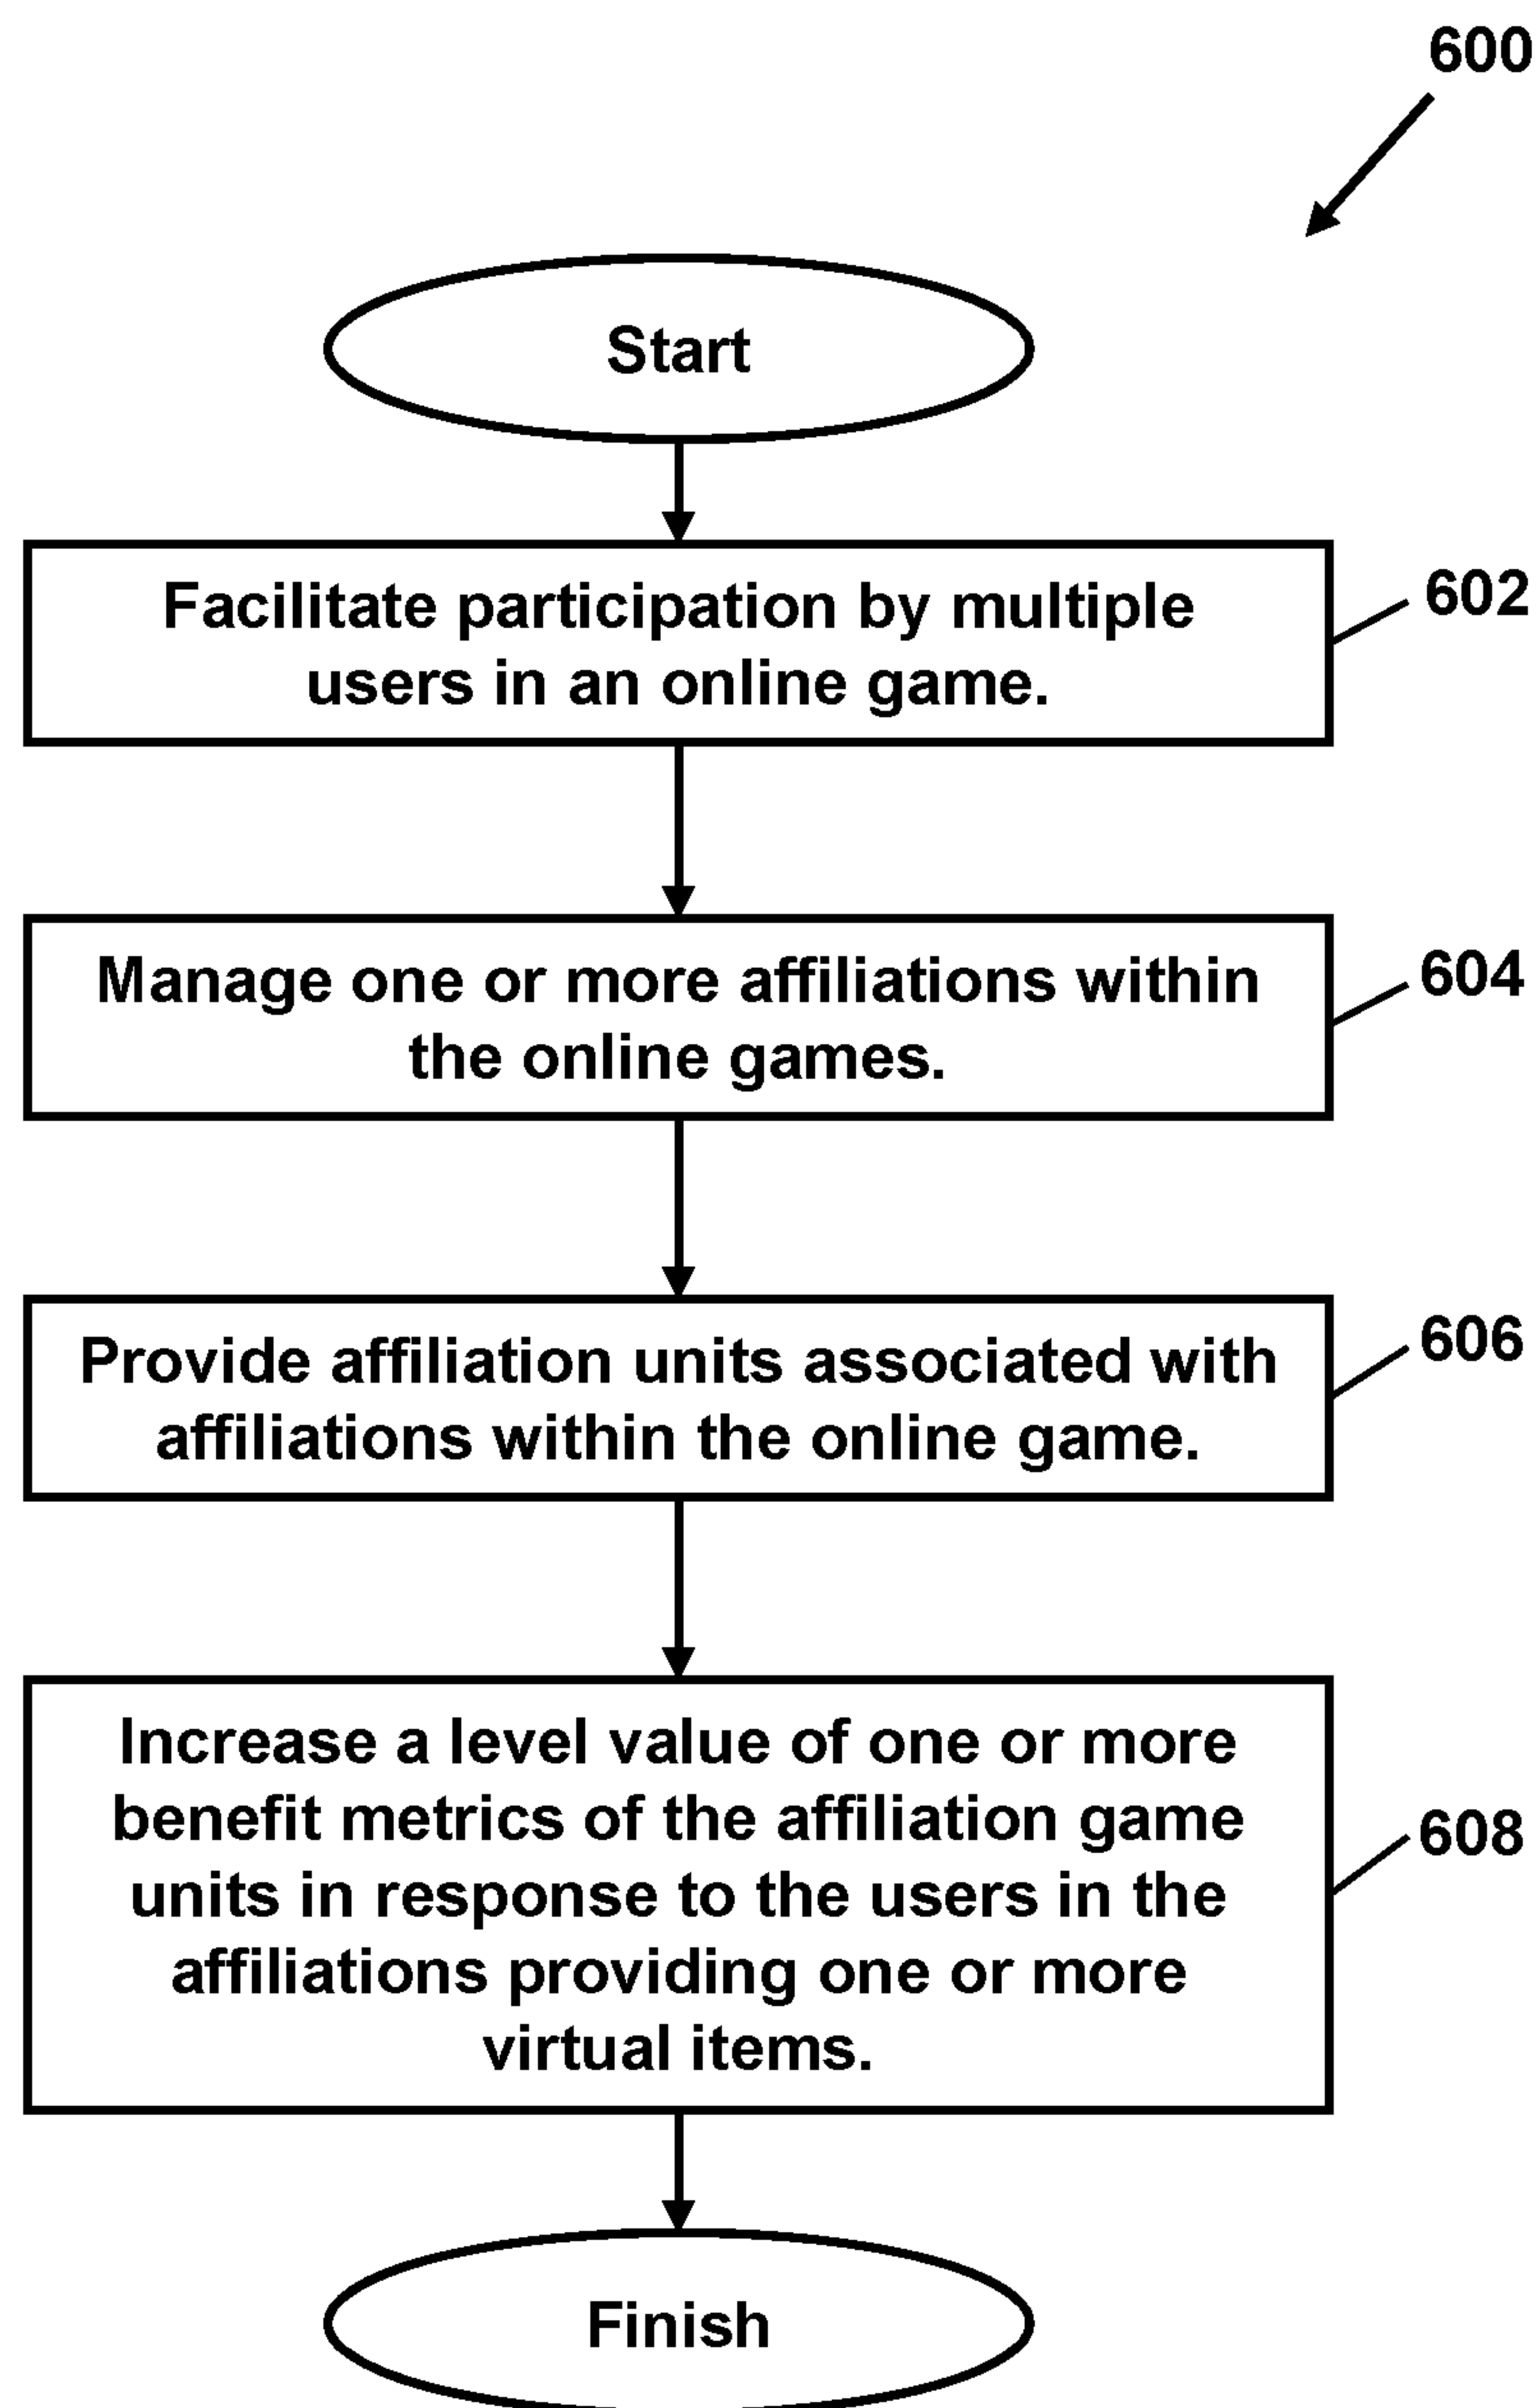 600
Start
Facilitate participation by multiple
users in an online game.
602
Manage one or more affiliations within
the online games.
604
Provide affiliation units associated with
affiliations within the online game.
606
Increase a level value of one or more
benefit metrics of the affiliation game
units in response to the users in the
affiliations providing one or more
virtual items.
608
Finish